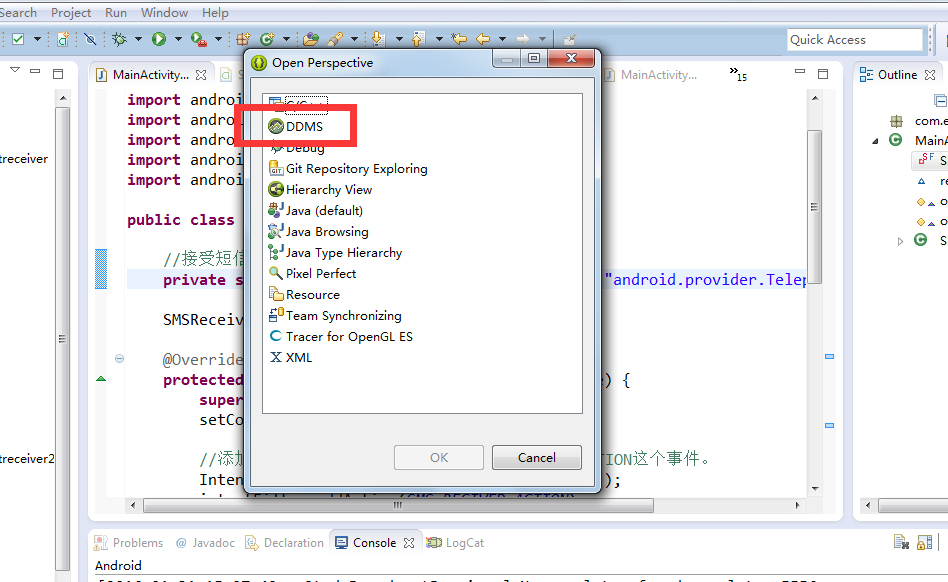 Search Project Run Window Help
Quick Access
MainActivity...
S
MainActivity...
»15
Outline
import androi
import andro
import andro
import androi
import androi
public class
//接受短信
private s
"android.provider.Telep
SMSReceiv
@Override
protected
) {
super
setCo
//添加
TION这个事件。
Inten
);
treceiver
treceiver2
Open Perspective
C/C++
DDMS
Debug
Git Repository Exploring
Hierarchy View
Java (default)
Java Browsing
Java Type Hierarchy
Pixel Perfect
Resource
Team Synchronizing
Tracer for OpenGL ES
XML
OK
Cancel
com.e
MainA
S F S
re
o
o
S
Problems @ Javadoc Declaration Console LogCat
Android